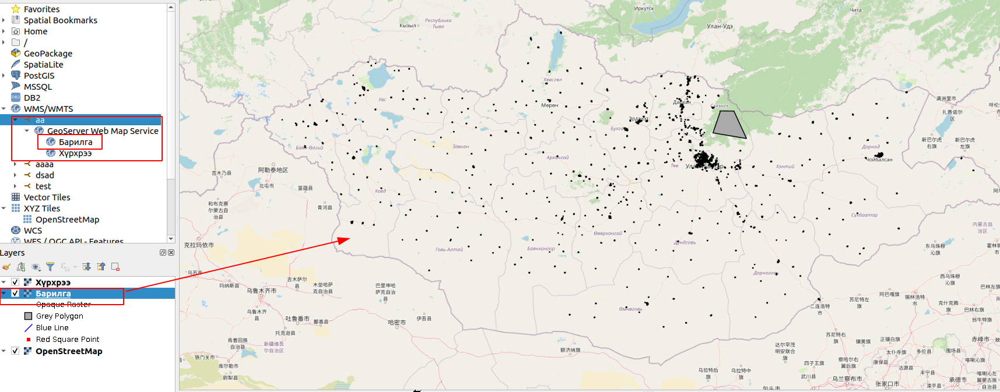 Favorites
Spatial Bookmarks
Home
/
GeoPackage
SpatiaLite
PostGIS
MSSQL
DB2
WMS/WMTS
aa
GeoServer Web Map Service
Барилга
Хүрхрээ
aaaa
dsad
test
Vector Tiles
XYZ Tiles
OpenStreetMap
WCS
WFS / OGC API - Features
Layers
Хүрхрээ
Барилга
Opaque Raster
Grey Polygon
Blue Line
Red Square Point
OpenStreetMap
Иркутск
Чита
Республика
Тыва
Кызыл
Улан-Удэ
Хөвсгөл
Мөрөн
Увс
Дархан
Сэлэнгэ
Эрдэнэт
Булган
满洲里市
扎赉诺尔
区
Баян-Өлгий
Завхан
Архангай
Төв
Хэнтий
Дорнод
Чойбалсан
新巴尔虎
右旗
新巴尔虎
左旗
阿勒泰地区
吉木乃县
北屯市
富蕴县
Ховд
和布克赛
尔蒙古自
治县
青河县
Сүхбаатар
内蒙古自
治区
克拉玛依市
Говь-Алтай
Баянхонгор
Өвөрхангай
Дундговь
东乌珠穆
沁旗
Дорноговь
西乌珠穆
沁旗
乌苏市
玛纳斯县
乌鲁木齐市
吉木萨尔
县
木垒哈萨
克自治县
巴里坤哈
萨克自治
县
乌鲁木齐
县
吐鲁番市
鄯善县
托克逊县
哈密市
伊吾县
Өмнөговь
二连浩特
市
苏尼特左
旗
阿巴嘎旗
锡林浩特
市
克什克腾
旗
巴林左旗
巴林右旗
翁牛特旗
焉耆回族
自治县
新疆维吾
尔自治区
铁门关市
库尔勒市
尉犁县
额济纳旗
达尔罕茂
明安联合
旗
苏尼特右
旗
镶黄旗
正镶白旗
太仆寺旗
多伦县
赤峰市
围场县
喀喇沁旗
四子王旗
察哈尔右
翼后旗
康保县
沽源县
丰宁县
喀喇沁左
翼蒙古族
自治县
乌拉特后
旗
乌拉特中
旗
武川县
乌兰察布市
张家口市
滦平县
承德市
包头市